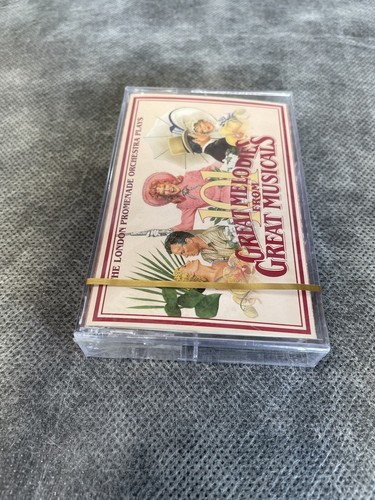 THE LONDON PROMENADE ORCHESTRA PLAYS
101
GREAT MELODIES
FROM
GREAT MUSICALS